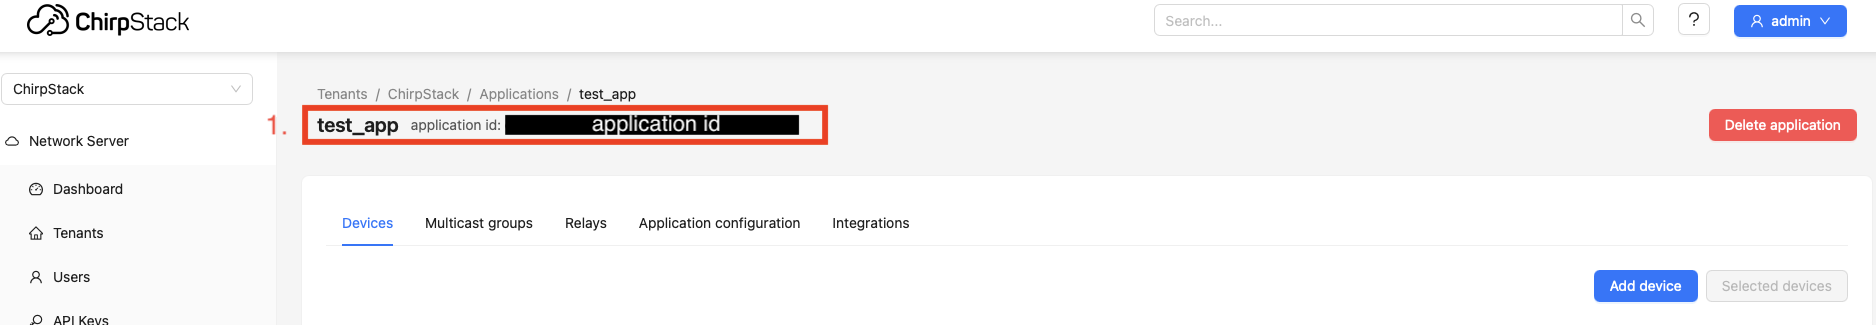 ChirpStack
Search...
?
admin
ChirpStack
Tenants / ChirpStack / Applications / test_app
1.
test_app application id: application id
Delete application
Network Server
Dashboard
Tenants
Users
API Keys
Devices Multicast groups Relays Application configuration Integrations
Add device Selected devices